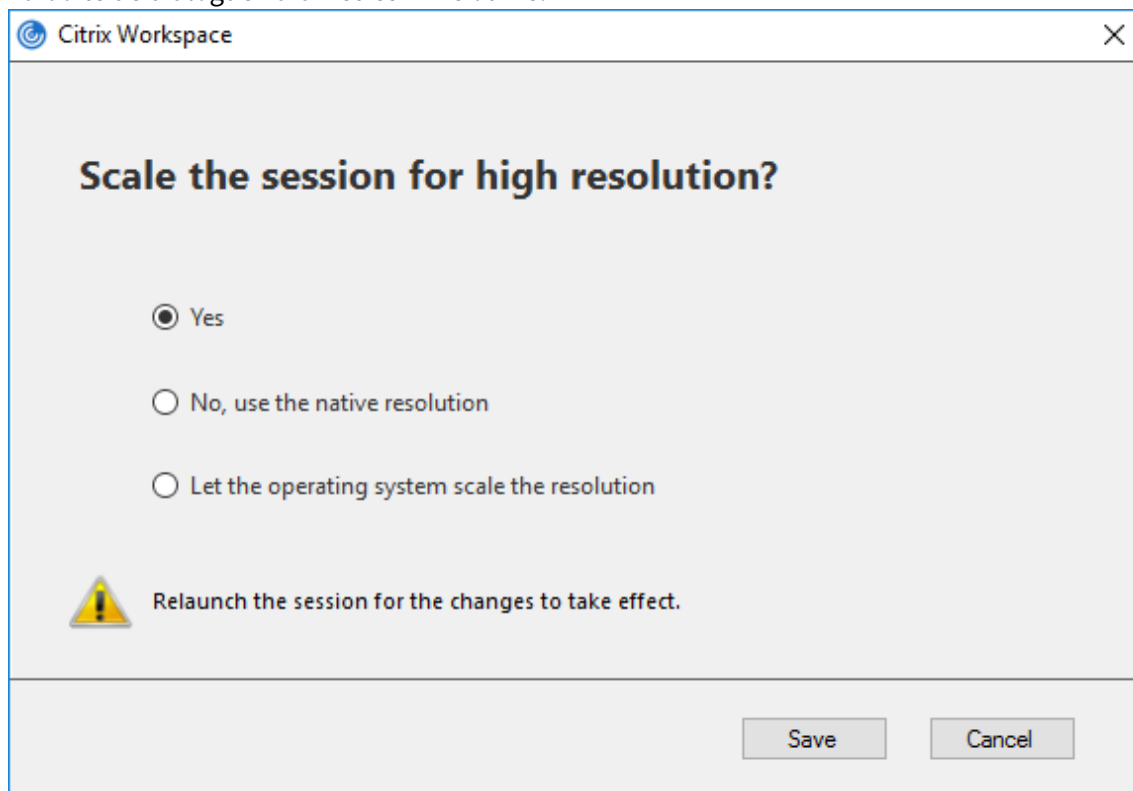 Citrix Workspace
Scale the session for high resolution?
Yes
No, use the native resolution
Let the operating system scale the resolution
Relaunch the session for the changes to take effect.
Save Cancel